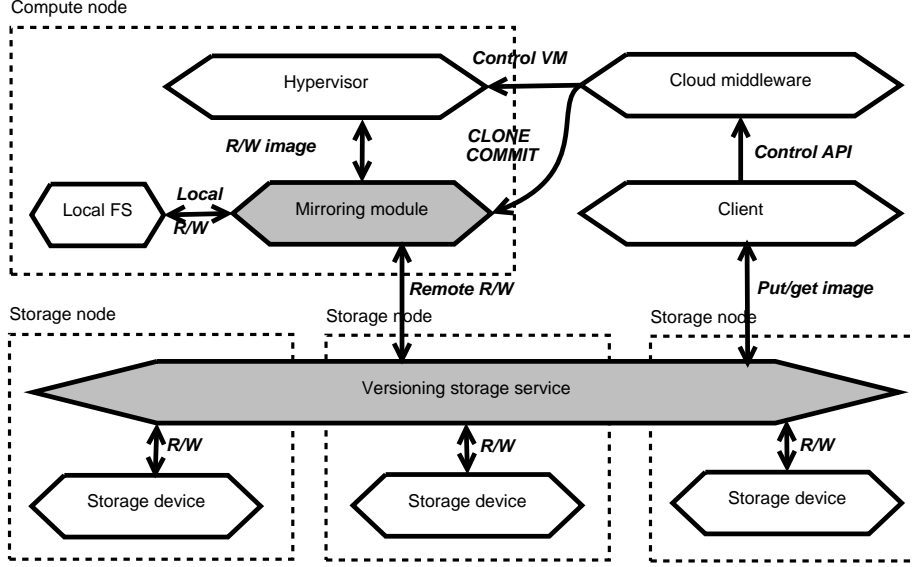 Compute node
Control VM
Hypervisor
Cloud middleware
R/W image
CLONE
COMMIT
Control API
Local FS
Local
R/W
Mirroring module
Client
Remote R/W
Put/get image
Storage node
Storage node
Storage node
Versioning storage service
R/W
R/W
R/W
Storage device
Storage device
Storage device